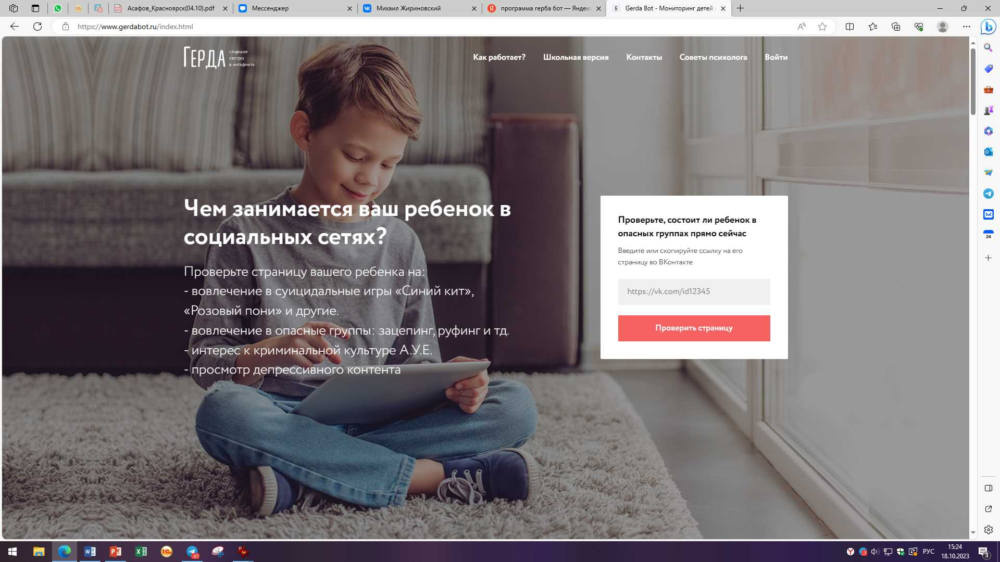 Асафов_Красноярск(04.10).pdf
Мессенджер
Михаил Жириновский
программа герба бот — Яндекс
Gerda Bot - Мониторинг детей
https://www.gerdabot.ru/index.html
ГЕРДА
старшая
сестра
в интернете
Как работает?
Школьная версия
Контакты
Советы психолога
Войти
Чем занимается ваш ребенок в
социальных сетях?
Проверьте страницу вашего ребенка на:
- вовлечение в суицидальные игры «Синий кит»,
«Розовый пони» и другие.
- вовлечение в опасные группы: зацепинг, руфинг и тд.
- интерес к криминальной культуре А.У.Е.
- просмотр депрессивного контента
Проверьте, состоит ли ребенок в
опасных группах прямо сейчас
Введите или скопируйте ссылку на его
страницу во ВКонтакте
https://vk.com/id12345
Проверить страницу
24
97
РУС
15:24
18.10.2023
3